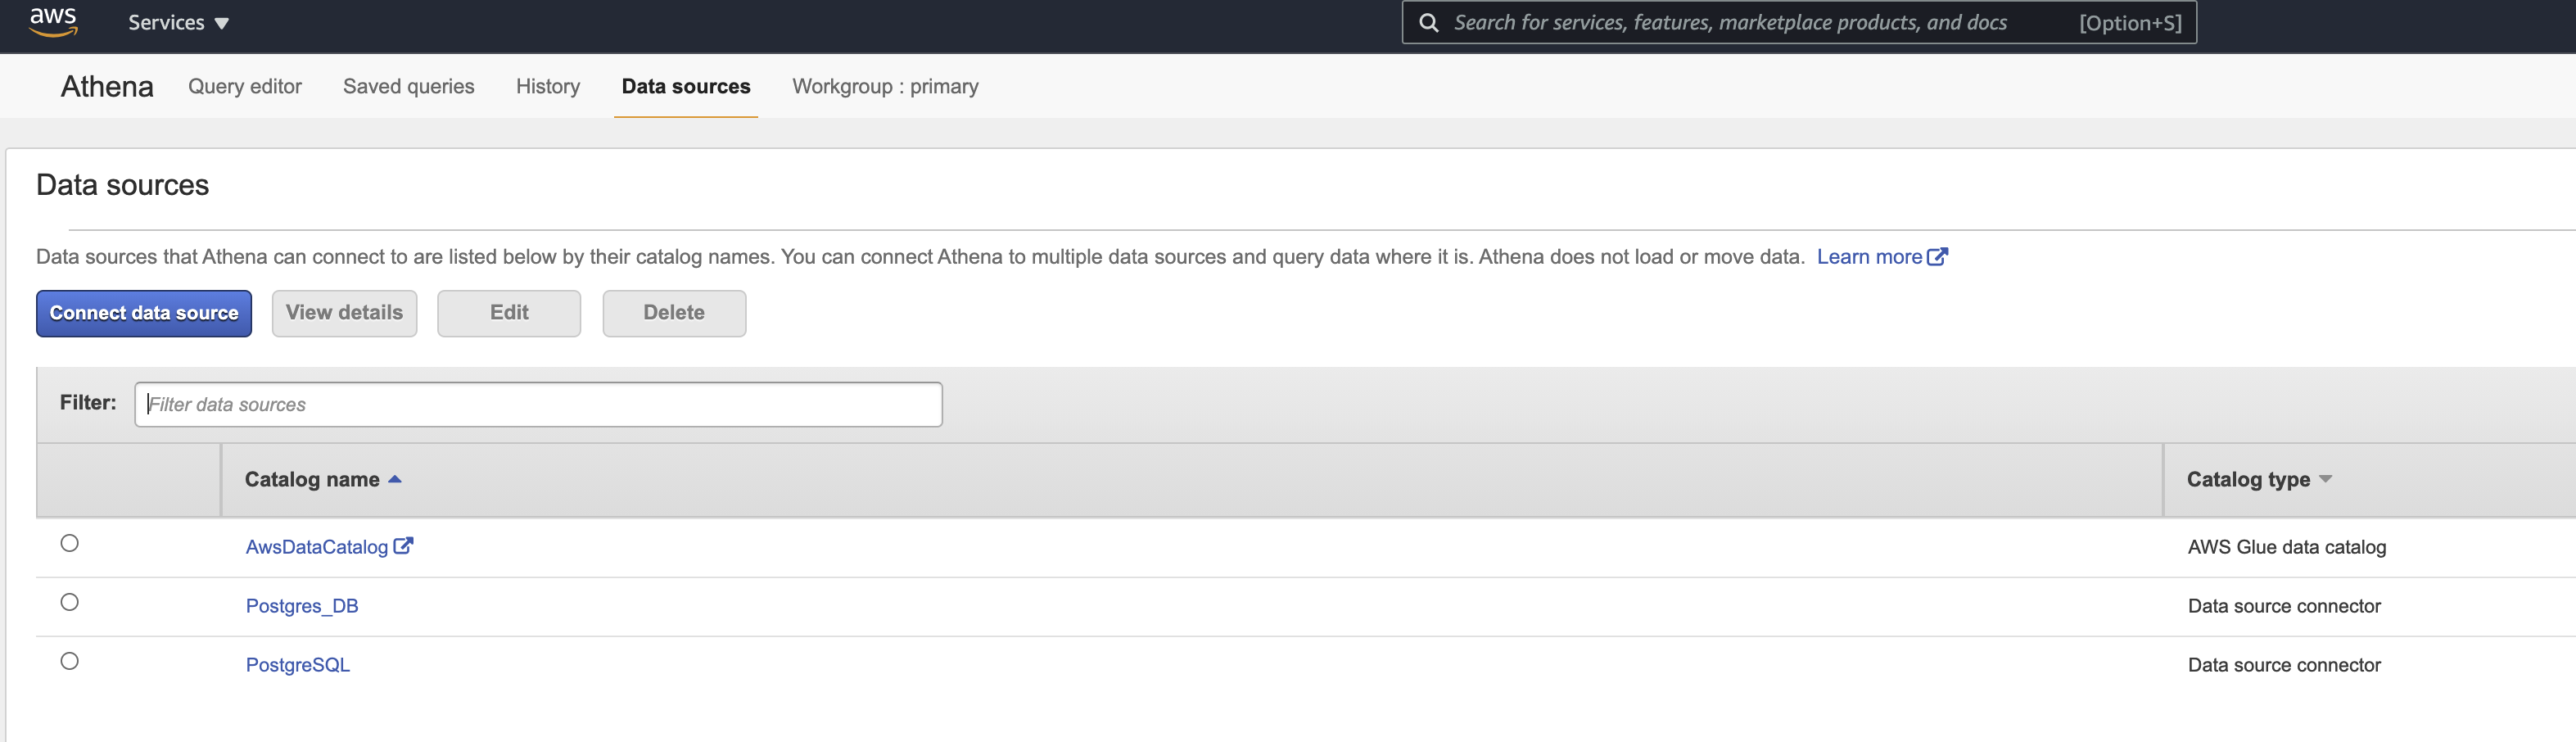 aws Services Search for services, features, marketplace products, and docs [Option+S]
Athena Query editor Saved queries History Data sources Workgroup : primary
Data sources
Data sources that Athena can connect to are listed below by their catalog names. You can connect Athena to multiple data sources and query data where it is. Athena does not load or move data. Learn more
Connect data source View details Edit Delete
Filter: Filter data sources
Catalog name Catalog type
AwsDataCatalog AWS Glue data catalog
Postgres_DB Data source connector
PostgreSQL Data source connector